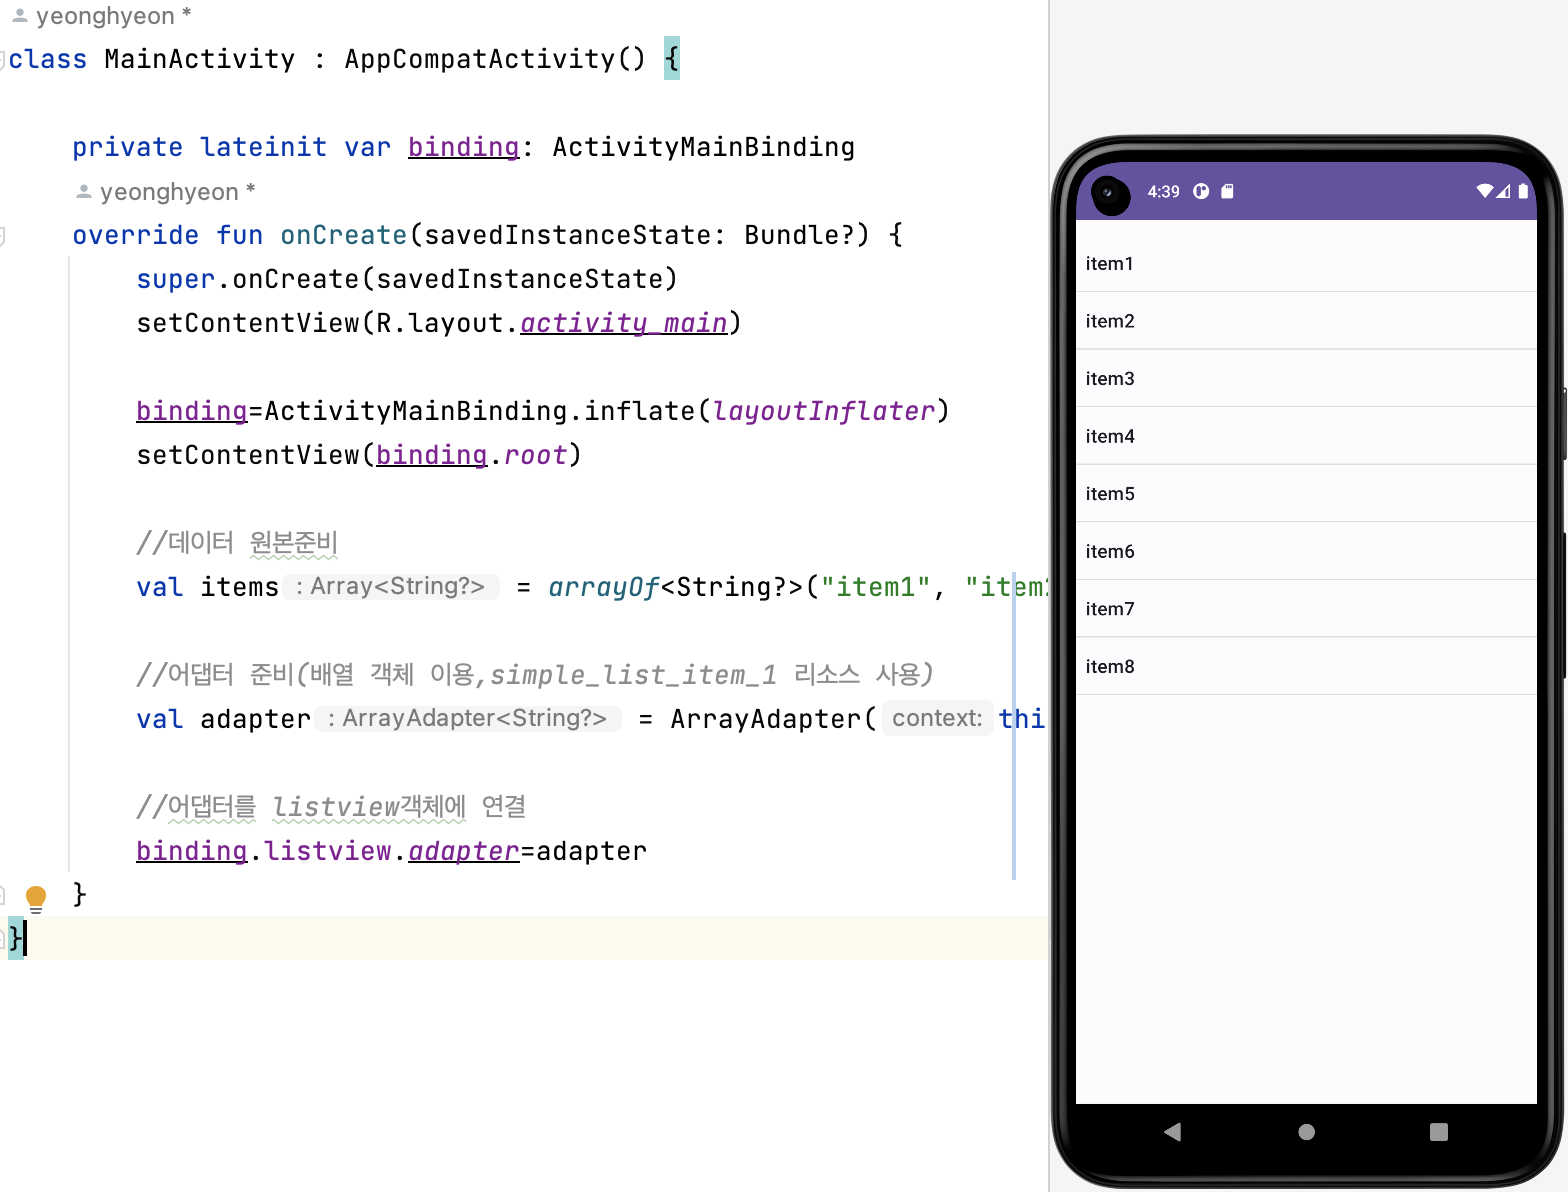 yeonghyeon *
class MainActivity : AppCompatActivity() {
private lateinit var binding: ActivityMainBinding
yeonghyeon *
override fun onCreate(savedInstanceState: Bundle?) {
super.onCreate(savedInstanceState)
setContentView(R.layout.activity_main)
binding=ActivityMainBinding.inflate(layoutInflater)
setContentView(binding.root)
//데이터 원본준비
val items : Array<String?> = arrayOf<String?>("item1", "item2
//어댑터 준비(배열 객체 이용,simple_list_item_1 리소스 사용)
val adapter : ArrayAdapter<String?> = ArrayAdapter( context: thi
//어댑터를 listview객체에 연결
binding.listview.adapter=adapter
}
}
4:39
item1
item2
item3
item4
item5
item6
item7
item8